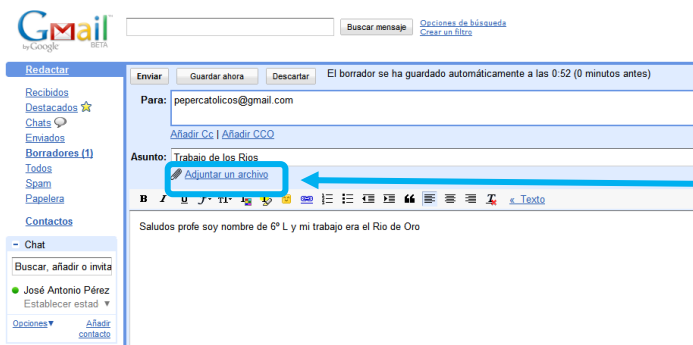 Gmail
by Google BETA
Buscar mensaje
Opciones de búsqueda
Crear un filtro
Redactar
Recibidos
Destacados
Chats
Enviados
Borradores (1)
Todos
Spam
Papelera
Contactos
− Chat
Buscar, añadir o invita
José Antonio Pérez
Establecer estad ▼
Opciones▼ Añadir
contacto
Enviar Guardar ahora Descartar El borrador se ha guardado automáticamente a las 0:52 (0 minutos antes)
Para: pepercatolicos@gmail.com
Añadir Cc | Añadir CCO
Asunto: Trabajo de los Rios
Adjuntar un archivo
B I U « Texto
Saludos profe soy nombre de 6º L y mi trabajo era el Rio de Oro